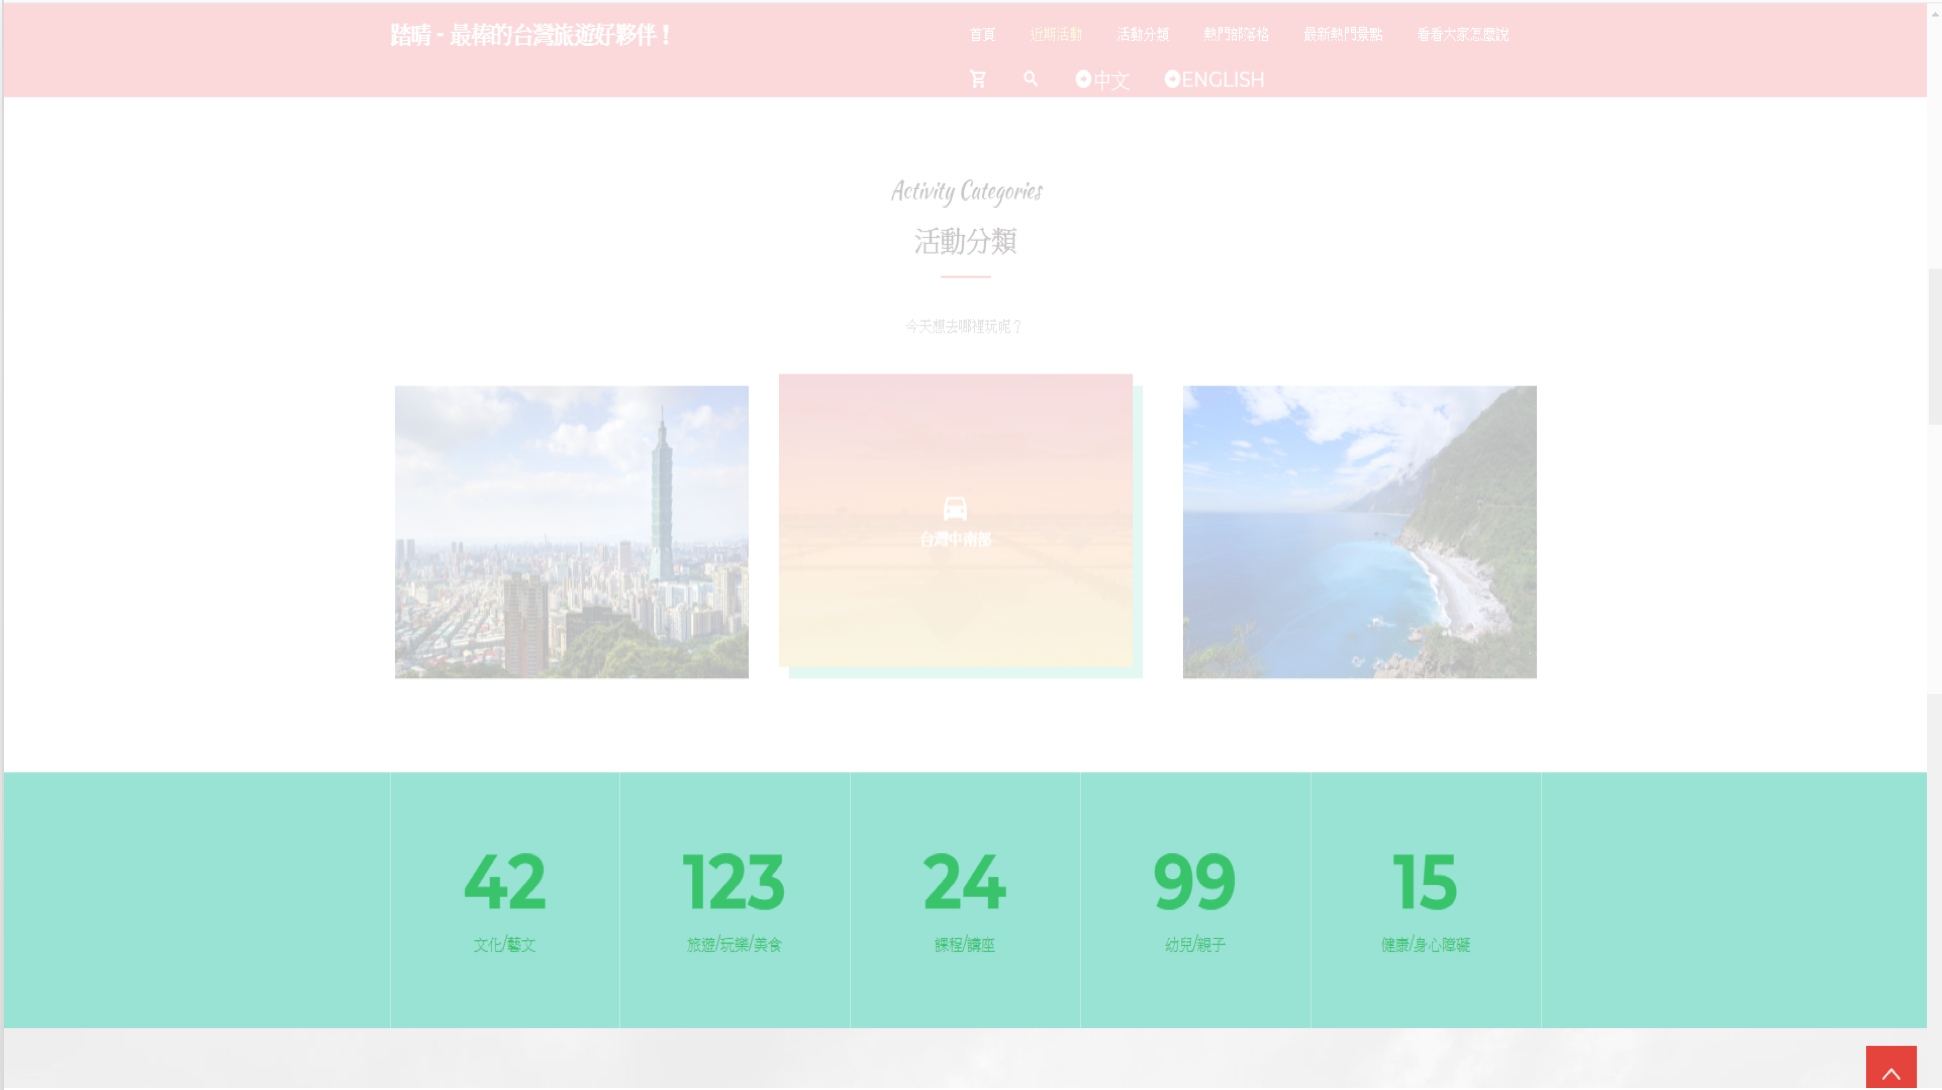 踏晴 - 最棒的台灣旅遊好夥伴！
首頁 近期活動 活動分類 熱門部落格 最新熱門景點 看看大家怎麼說
中文 ENGLISH
Activity Categories
活動分類
今天想去哪裡玩呢？
台灣中南部
42 123 24 99 15
文化/藝文 旅遊/玩樂/美食 課程/講座 幼兒/親子 健康/身心障礙